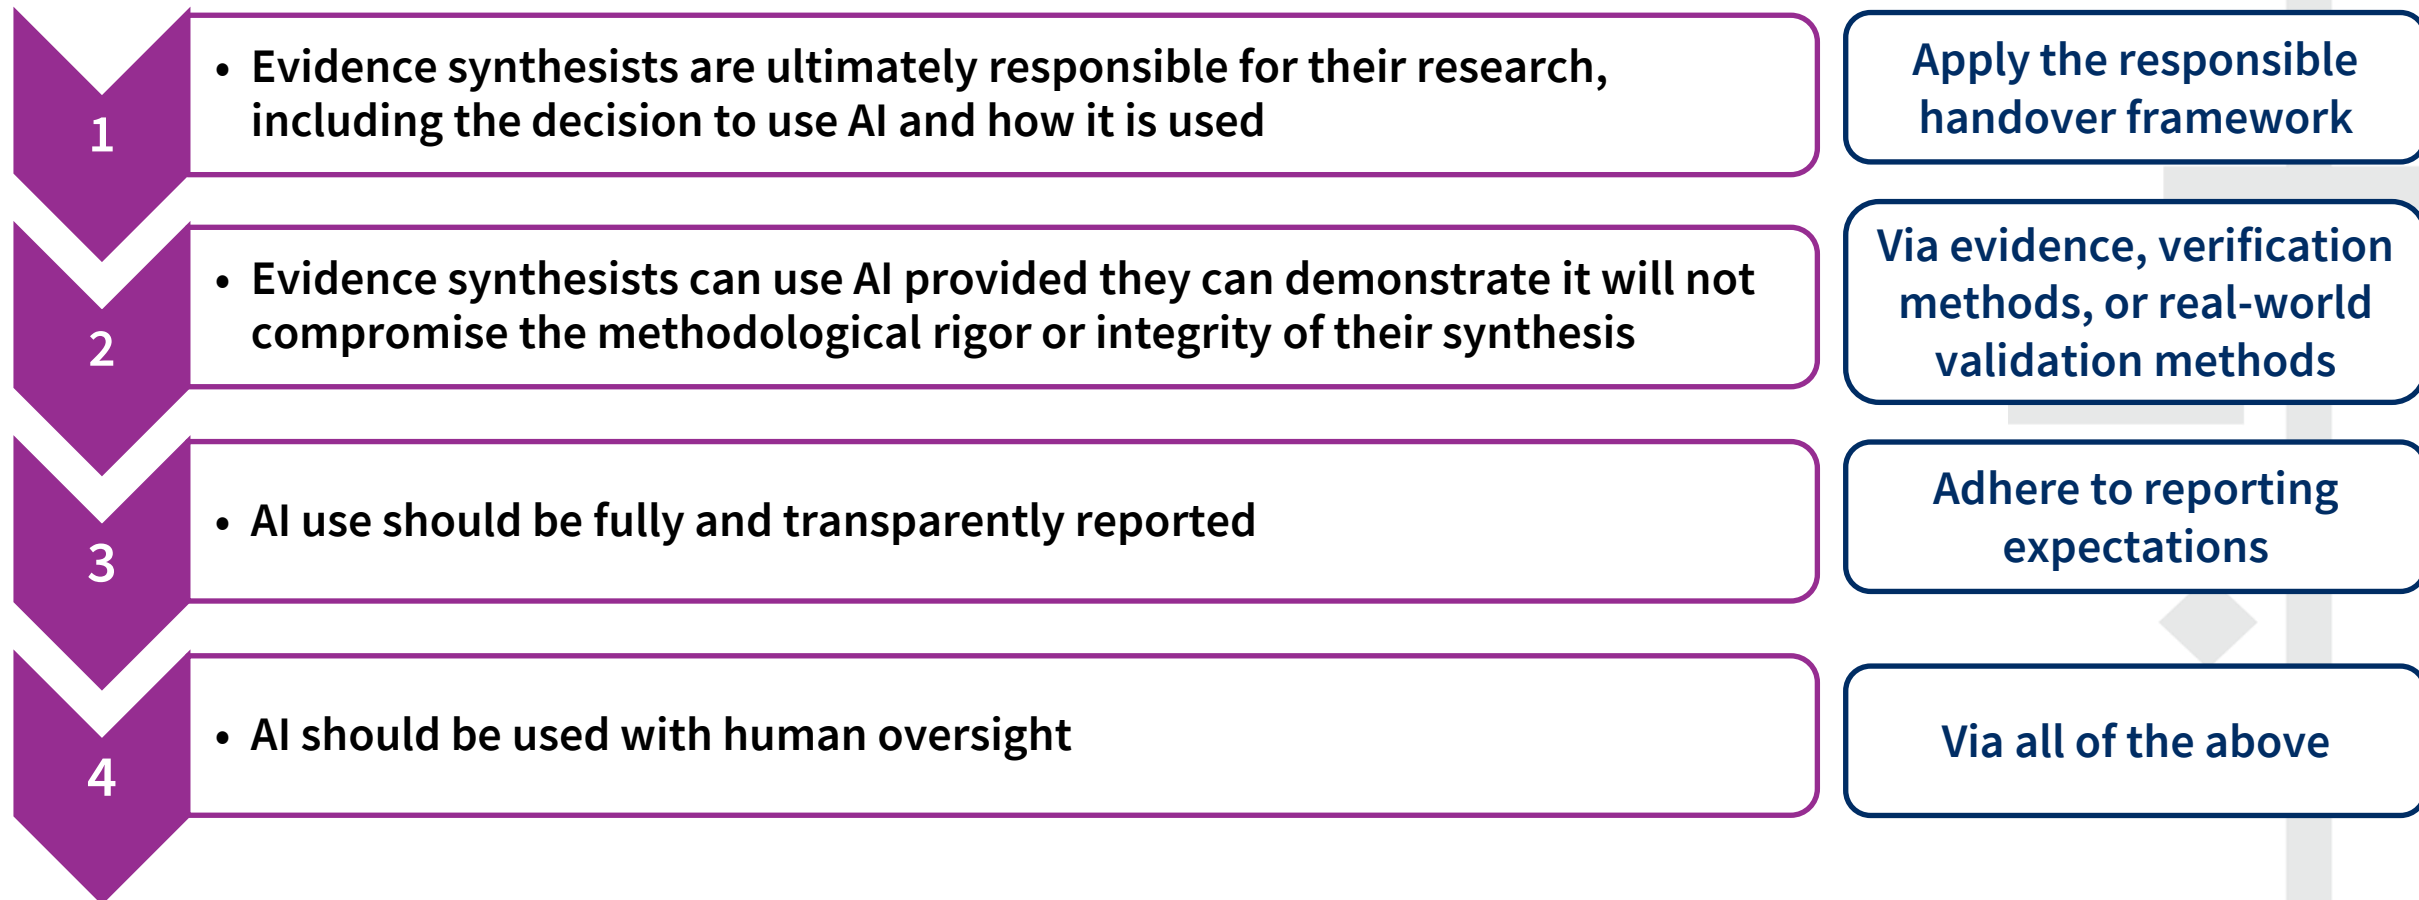 1
• Evidence synthesists are ultimately responsible for their research,
including the decision to use AI and how it is used
Apply the responsible
handover framework
2
• Evidence synthesists can use AI provided they can demonstrate it will not
compromise the methodological rigor or integrity of their synthesis
Via evidence, verification
methods, or real-world
validation methods
3
• AI use should be fully and transparently reported
Adhere to reporting
expectations
4
• AI should be used with human oversight
Via all of the above